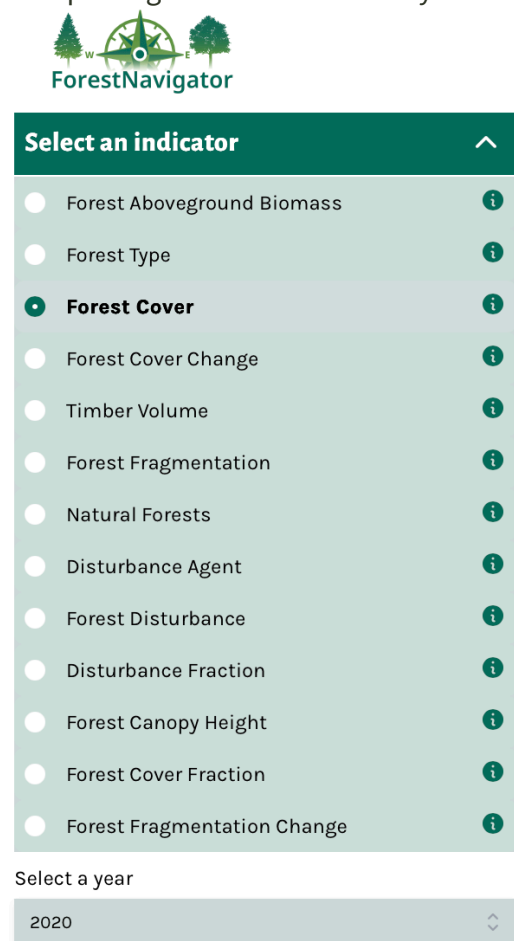 W E
ForestNavigator
Select an indicator
Forest Aboveground Biomass
Forest Type
Forest Cover
Forest Cover Change
Timber Volume
Forest Fragmentation
Natural Forests
Disturbance Agent
Forest Disturbance
Disturbance Fraction
Forest Canopy Height
Forest Cover Fraction
Forest Fragmentation Change
Select a year
2020